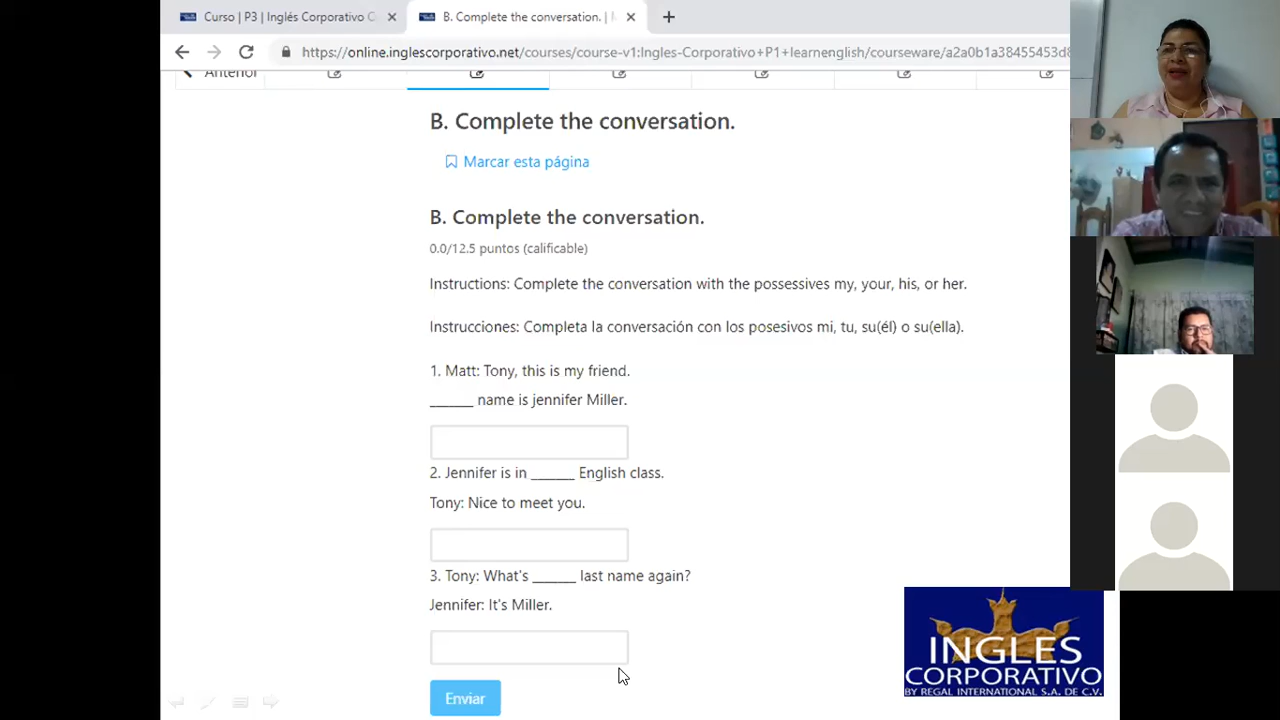 Curso | P3 | Inglés Corporativo
B. Complete the conversation. |
https://online.inglescorporativo.net/courses/course-v1:Ingles-Corporativo+P1+learnenglish/courseware/a2a0b1a38455453d8
Anterior
B. Complete the conversation.
Marcar esta página
B. Complete the conversation.
0.0/12.5 puntos (calificable)
Instructions: Complete the conversation with the possessives my, your, his, or her.
Instrucciones: Completa la conversación con los posesivos mi, tu, su(él) o su(ella).
1. Matt: Tony, this is my friend.
______ name is jennifer Miller.
2. Jennifer is in ______ English class.
Tony: Nice to meet you.
3. Tony: What's ______ last name again?
Jennifer: It's Miller.
Enviar
INGLES
CORPORATIVO
BY REGAL INTERNATIONAL S.A. DE C.V.